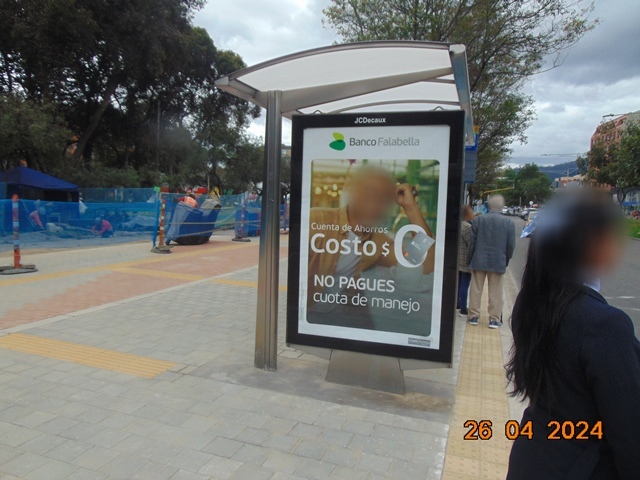 JCDecaux
Banco Falabella
Cuenta de Ahorros
Costo $0
NO PAGUES
cuota de manejo
26 04 2024